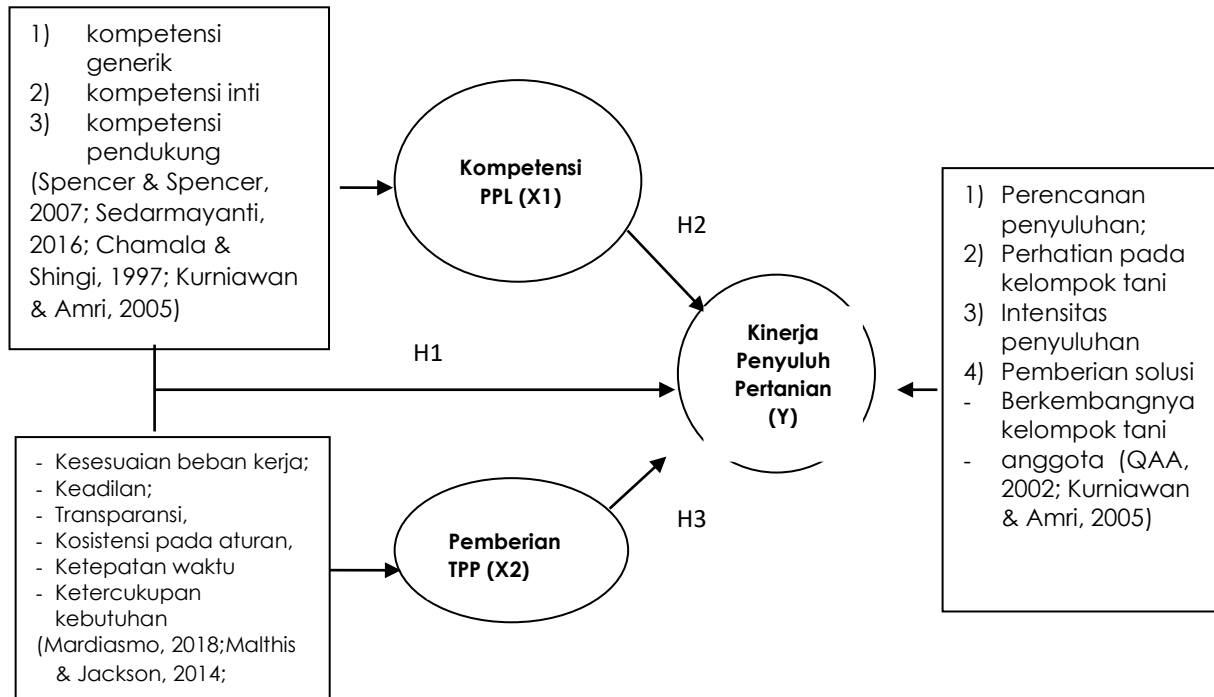 1) kompetensi
generik
2) kompetensi inti
3) kompetensi
pendukung
(Spencer & Spencer,
2007; Sedarmayanti,
2016; Chamala &
Shingi, 1997; Kurniawan
& Amri, 2005)
Kompetensi
PPL (X1)
H2
H1
Kinerja
Penyuluh
Pertanian
(Y)
1) Perencanan
penyuluhan;
2) Perhatian pada
kelompok tani
3) Intensitas
penyuluhan
4) Pemberian solusi
- Berkembangnya
kelompok tani
- anggota (QAA,
2002; Kurniawan
& Amri, 2005)
- Kesesuaian beban kerja;
- Keadilan;
- Transparansi,
- Kosistensi pada aturan,
- Ketepatan waktu
- Ketercukupan
kebutuhan
(Mardiasmo, 2018;Malthis
& Jackson, 2014;
Pemberian
TPP (X2)
H3